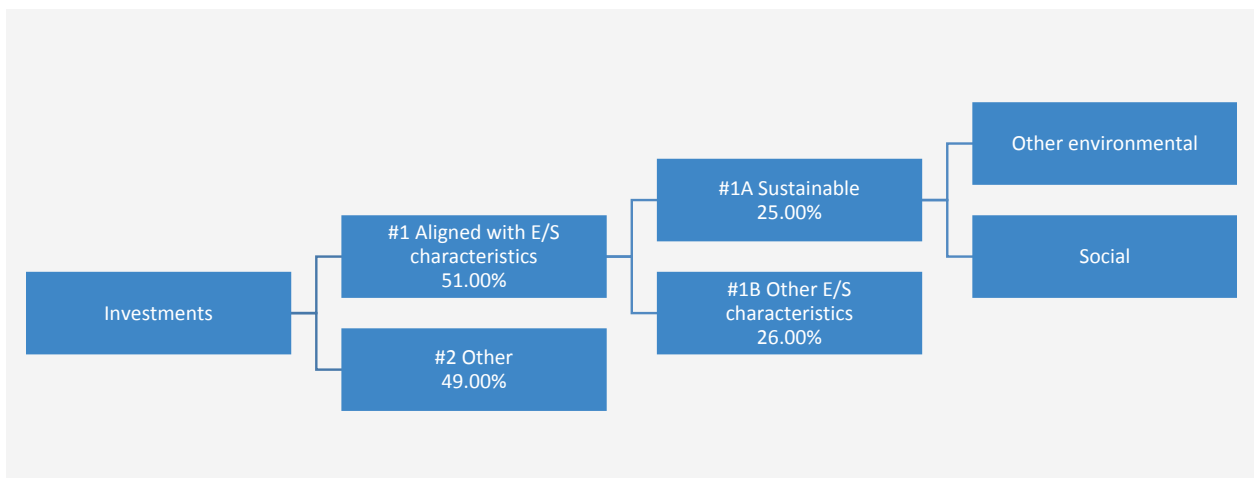 Investments
#1 Aligned with E/S
characteristics
51.00%
#2 Other
49.00%
#1A Sustainable
25.00%
#1B Other E/S
characteristics
26.00%
Other environmental
Social